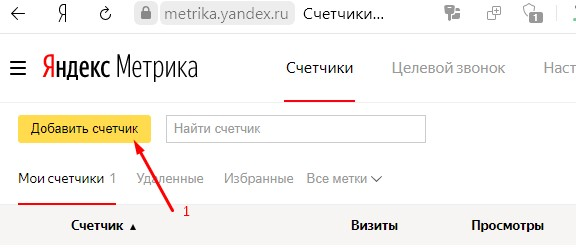 Я metrika.yandex.ru Счетчики... 1
Яндекс Метрика Счетчики Целевой звонок Наст
Добавить счетчик Найти счетчик
Мои счетчики 1 Удаленные Избранные Все метки
1
Счетчик ▲ Визиты Просмотры